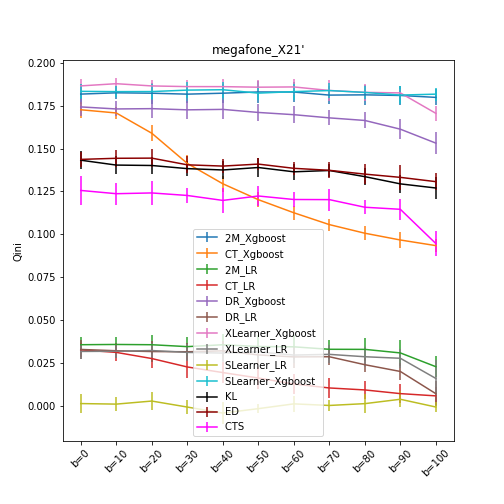 megafone_X21'
0.200
0.175
0.150
0.125
0.100
0.075
0.050
0.025
0.000
Qini
2M_Xgboost
CT_Xgboost
2M_LR
CT_LR
DR_Xgboost
DR_LR
XLearner_Xgboost
XLearner_LR
SLearner_LR
SLearner_Xgboost
KL
ED
CTS
b=0
b=10
b=20
b=30
b=40
b=50
b=60
b=70
b=80
b=90
b=100